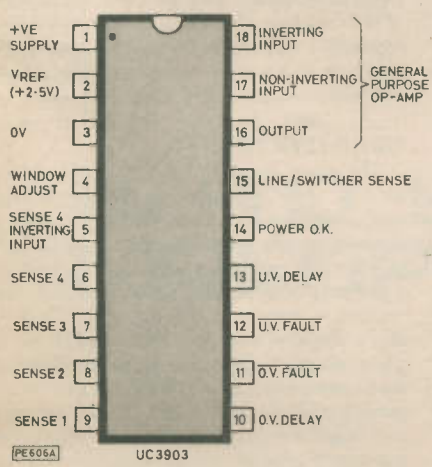 +VE
SUPPLY
1
VREF
(+2·5V)
2
0V
3
WINDOW
ADJUST
4
SENSE 4
INVERTING
INPUT
5
SENSE 4
6
SENSE 3
7
SENSE 2
8
SENSE 1
9
18
INVERTING
INPUT
17
NON-INVERTING
INPUT
16
OUTPUT
GENERAL
PURPOSE
OP-AMP
15
LINE/SWITCHER SENSE
14
POWER O.K.
13
U.V. DELAY
12
U.V. FAULT
11
O.V. FAULT
10
O.V. DELAY
PE606A
UC3903